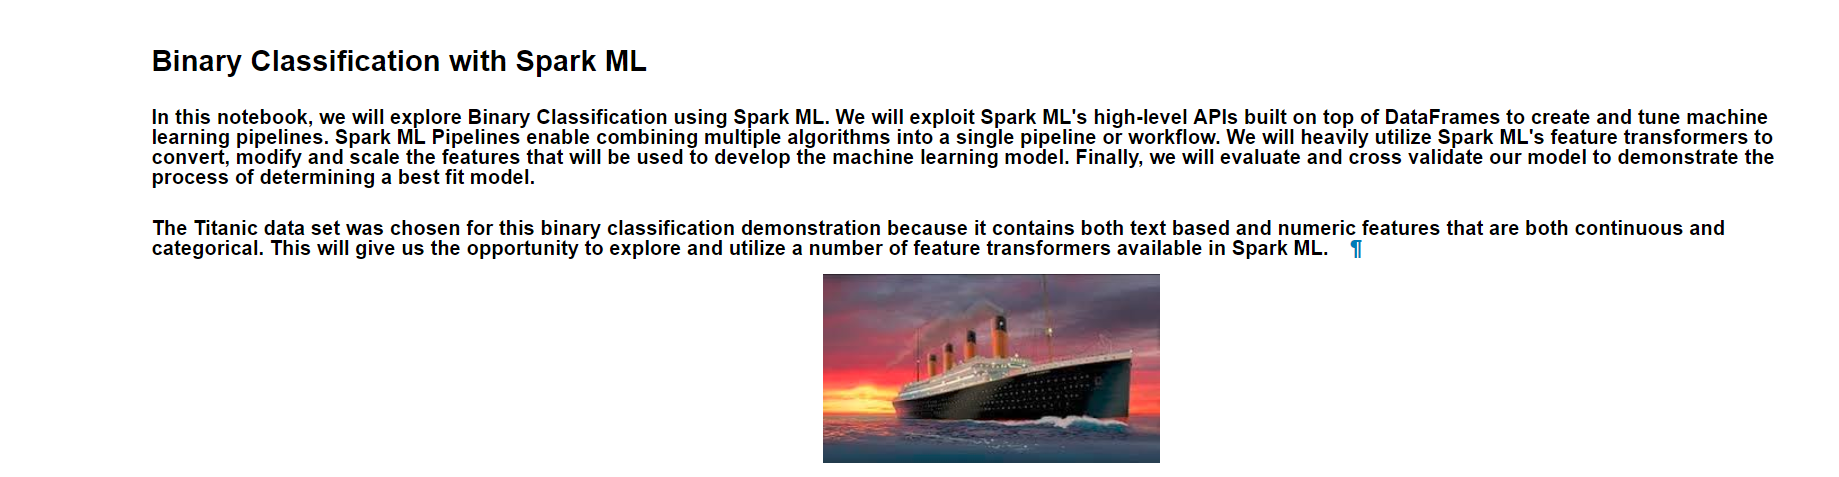 Binary Classification with Spark ML
In this notebook, we will explore Binary Classification using Spark ML. We will exploit Spark ML's high-level APIs built on top of DataFrames to create and tune machine
learning pipelines. Spark ML Pipelines enable combining multiple algorithms into a single pipeline or workflow. We will heavily utilize Spark ML's feature transformers to
convert, modify and scale the features that will be used to develop the machine learning model. Finally, we will evaluate and cross validate our model to demonstrate the
process of determining a best fit model.
The Titanic data set was chosen for this binary classification demonstration because it contains both text based and numeric features that are both continuous and
categorical. This will give us the opportunity to explore and utilize a number of feature transformers available in Spark ML. ¶